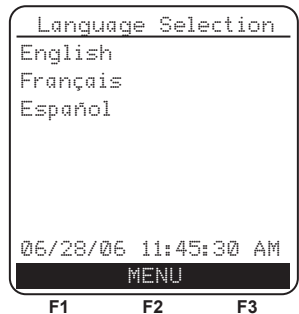 Language Selection
English
Français
Español
06/28/06 11:45:30 AM
MENU
F1 F2 F3